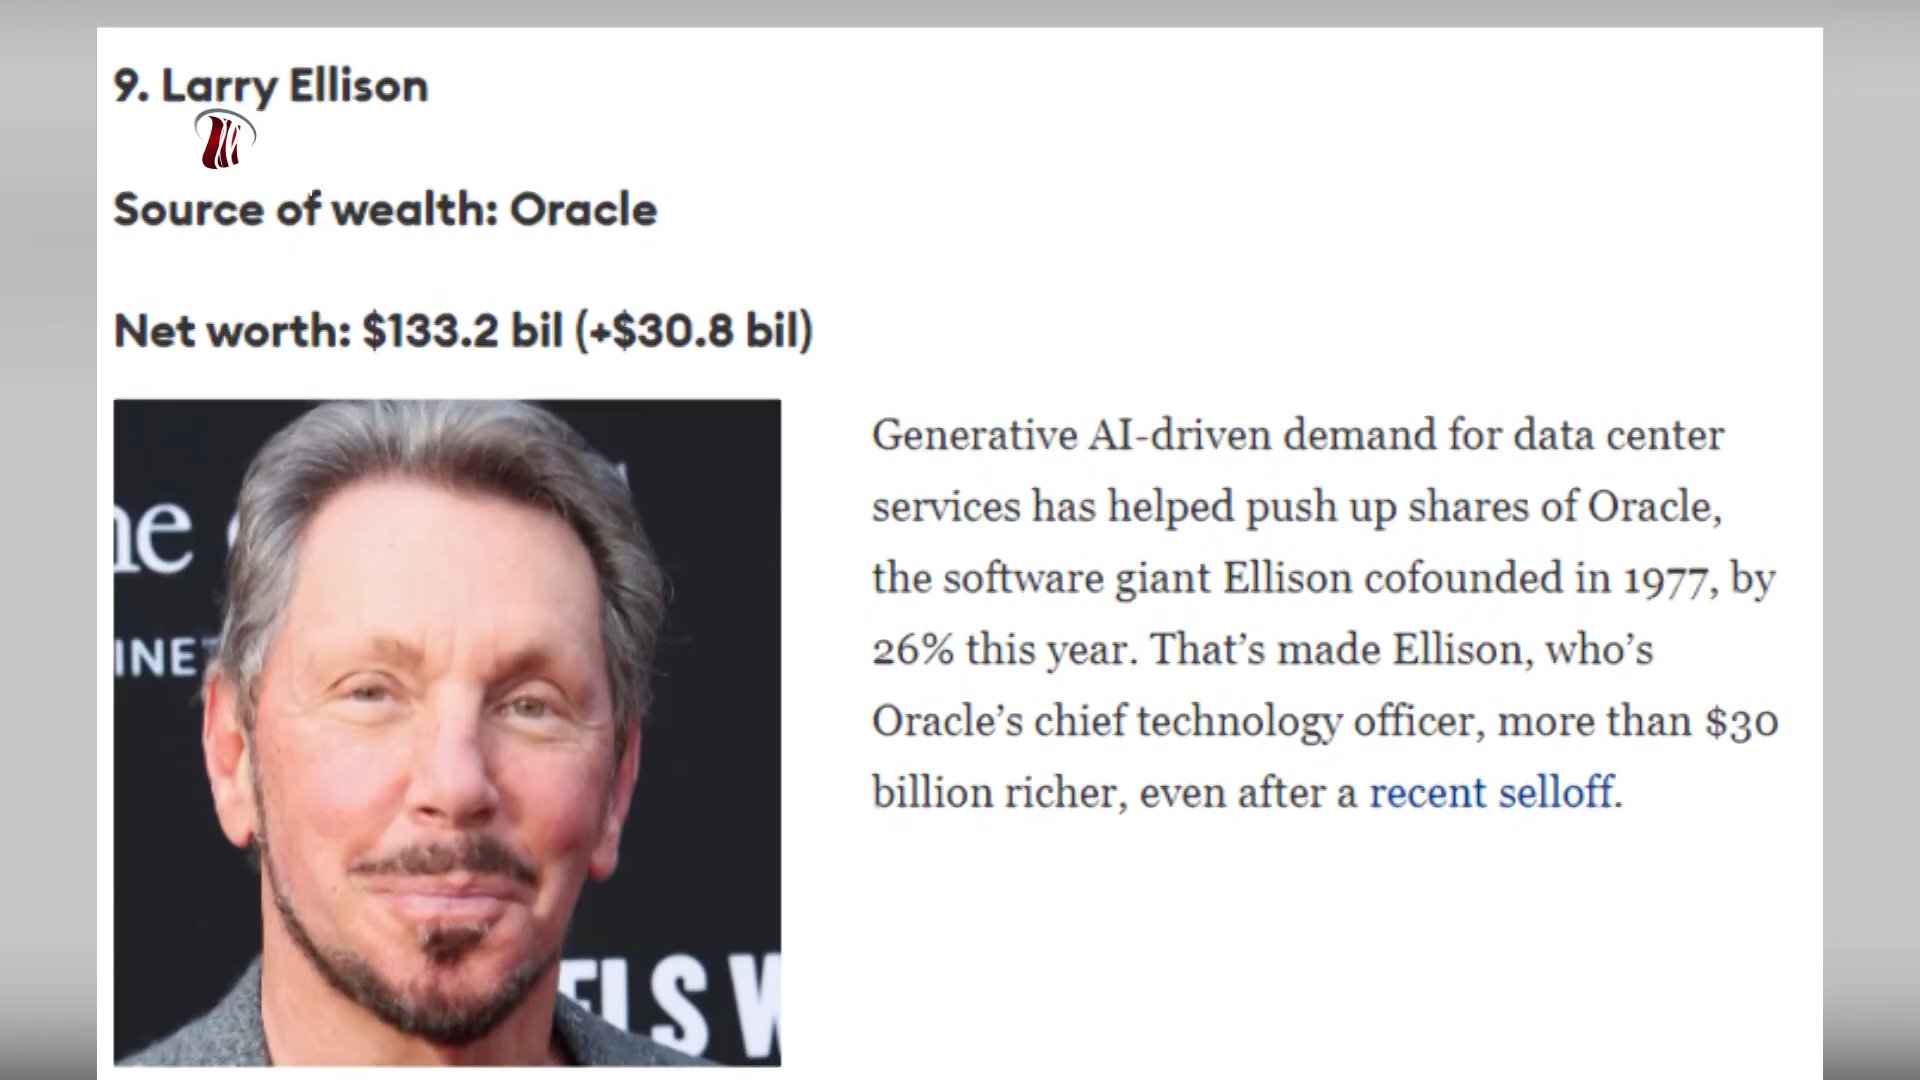 9. Larry Ellison
Source of wealth: Oracle
Net worth: $133.2 bil (+$30.8 bil)
Generative AI-driven demand for data center
services has helped push up shares of Oracle,
the software giant Ellison cofounded in 1977, by
26% this year. That’s made Ellison, who’s
Oracle’s chief technology officer, more than $30
billion richer, even after a recent selloff.
he
INE
ELS W